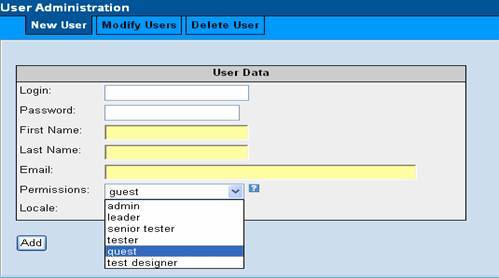 User Administration
New User Modify Users Delete User
User Data
Login:
Password:
First Name:
Last Name:
Email:
Permissions: guest ?
Locale:
admin
leader
senior tester
tester
guest
test designer
Add